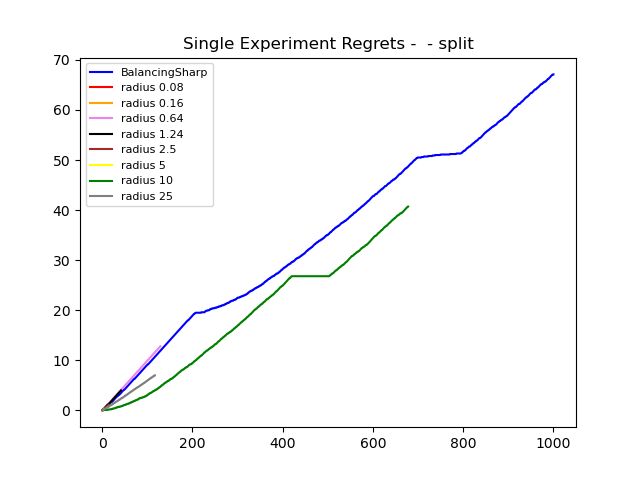 Single Experiment Regrets -  - split
70
60
50
40
30
20
10
0
BalancingSharp
radius 0.08
radius 0.16
radius 0.64
radius 1.24
radius 2.5
radius 5
radius 10
radius 25
0 200 400 600 800 1000